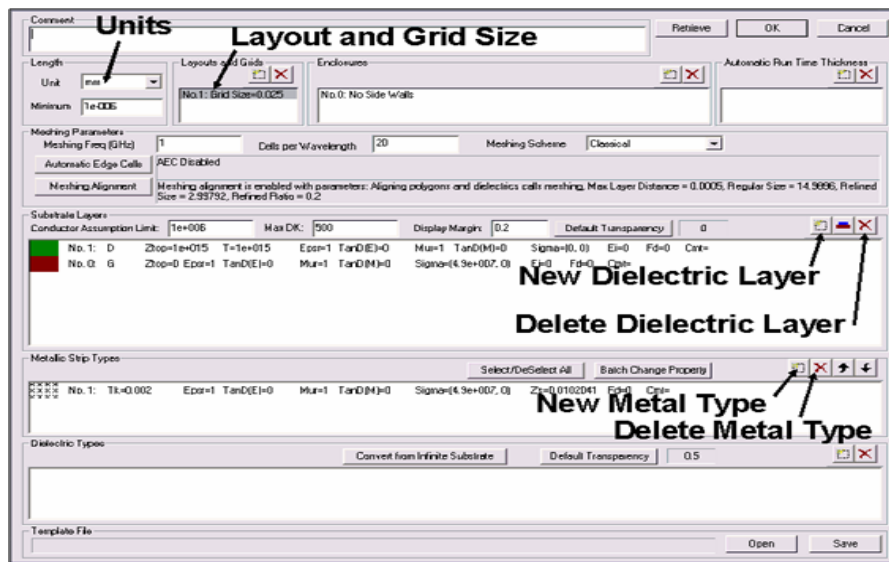 Comment
Units
Layout and Grid Size
Retrieve
OK
Cancel
Length
Unit mm
Minimum 1e-006
Layouts and Grids
No.1: Grid Size=0.025
Enclosures
No.0: No Side Walls
Automatic Run Time Thickness
Meshing Parameters
Meshing Freq (GHz) 1
Cells per Wavelength 20
Meshing Scheme Classical
Automatic Edge Cells AEC Disabled
Meshing Alignment Meshing alignment is enabled with parameters: Aligning polygons and dielectrics calls meshing, Max Layer Distance = 0.0005, Regular Size = 14.9896, Refined
Size = 2.99792, Refined Ratio = 0.2
Substrate Layers
Conductor Assumption Limit: 1e+006 Max DK: 500 Display Margin: 0.2 Default Transparency 0
No. 1: D Ztop=1e+015 T=1e+015 Epsr=1 TanD(E)=0 Mur=1 TanD(M)=0 Sigma=(0, 0) Ei=0 Fd=0 Cmt=
No. 0: G Ztop=0 Epsr=1 TanD(E)=0 Mur=1 TanD(M)=0 Sigma=(4.9e+007, 0) Ei=0 Fd=0 Cmt=
New Dielectric Layer
Delete Dielectric Layer
Metallic Strip Types
Select/DeSelect All
Batch Change Property
No. 1: Tk=0.002 Epsr=1 TanD(E)=0 Mur=1 TanD(M)=0 Sigma=(4.9e+007, 0) Zs=0.0102041 Fd=0 Cmt=
New Metal Type
Delete Metal Type
Dielectric Types
Convert from Infinite Substrate
Default Transparency 0.5
Template File
Open
Save